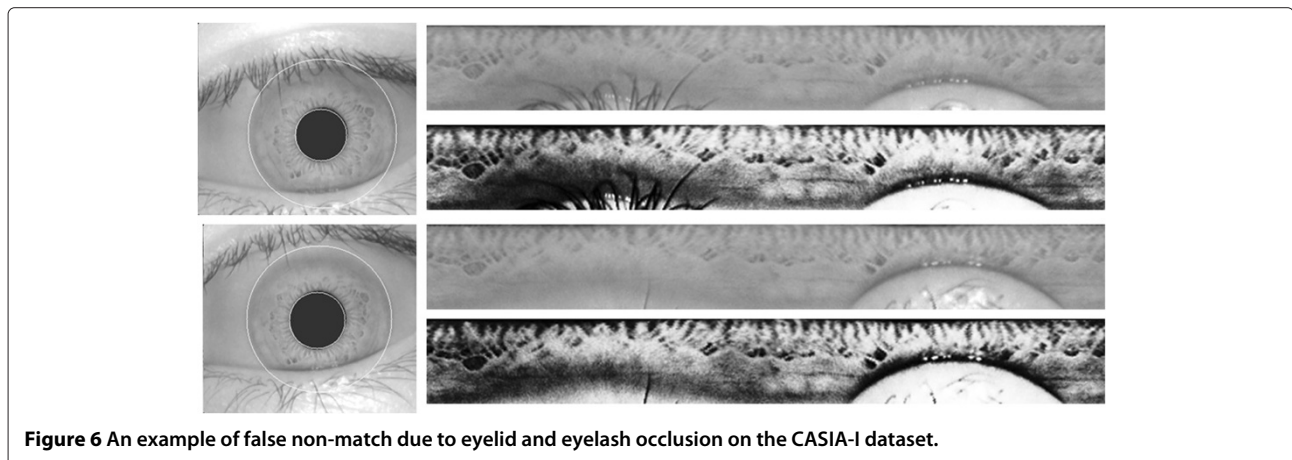 Figure 6 An example of false non-match due to eyelid and eyelash occlusion on the CASIA-I dataset.